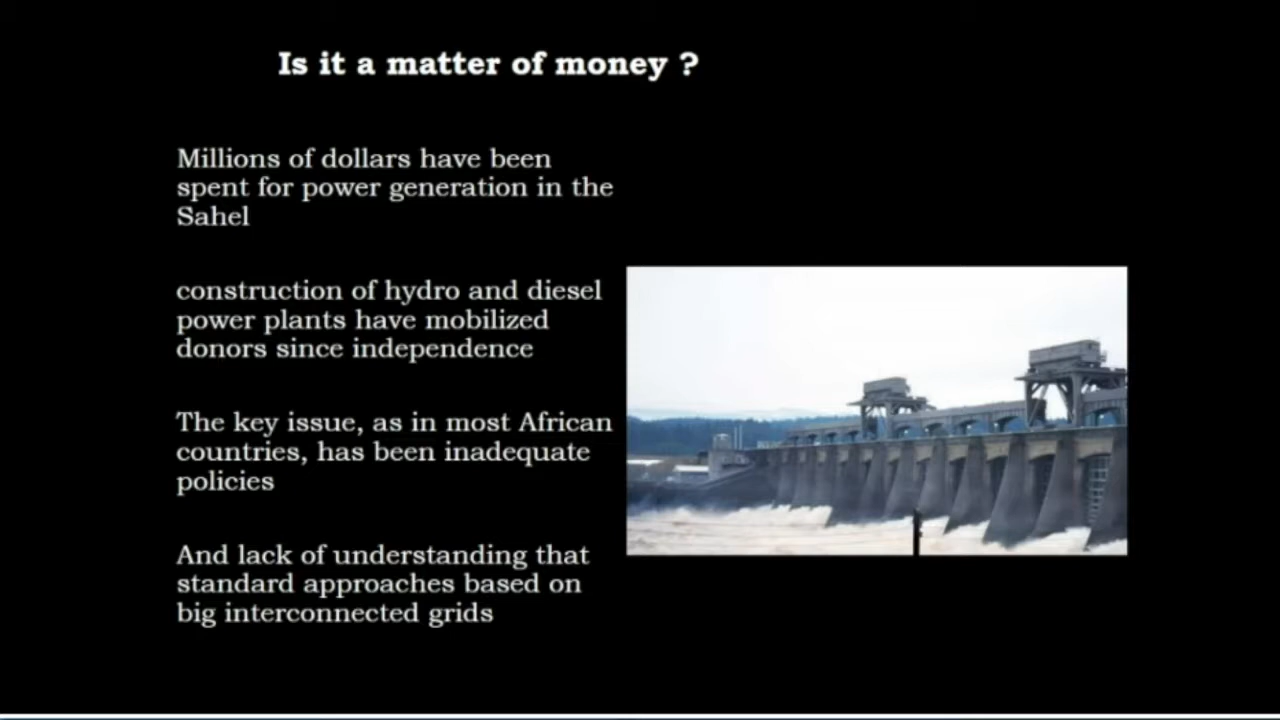 Is it a matter of money ?
Millions of dollars have been
spent for power generation in the
Sahel
construction of hydro and diesel
power plants have mobilized
donors since independence
The key issue, as in most African
countries, has been inadequate
policies
And lack of understanding that
standard approaches based on
big interconnected grids